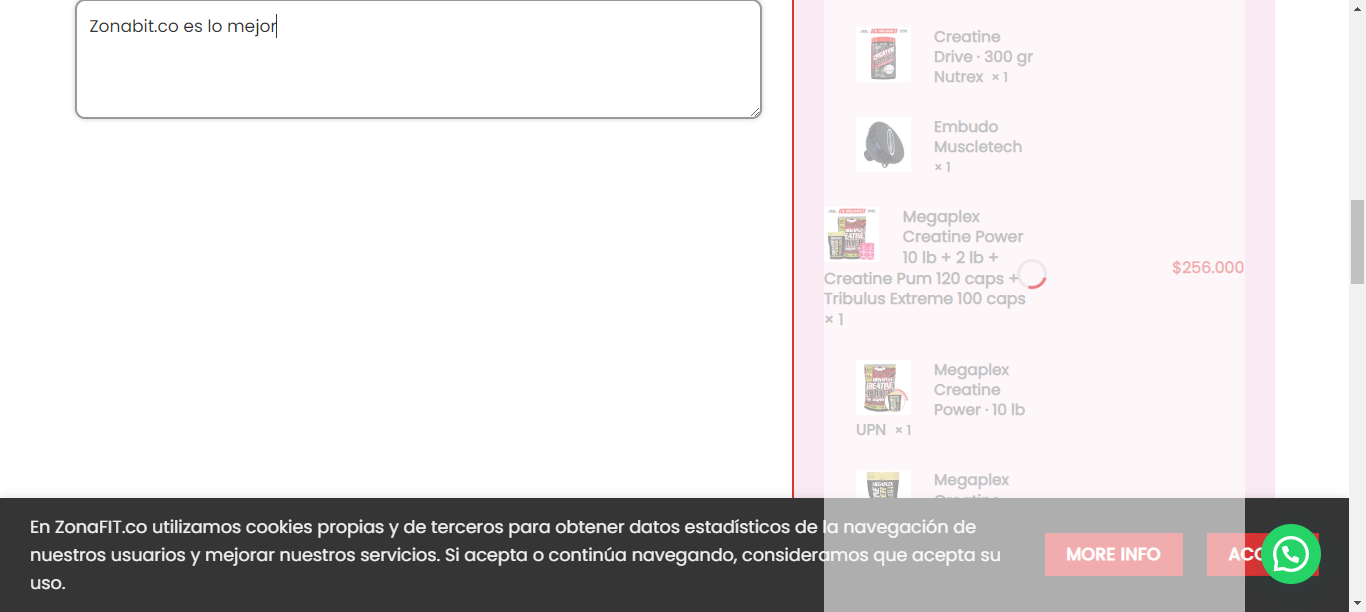 Zonabit.co es lo mejor
Creatine
Drive · 300 gr
Nutrex × 1
Embudo
Muscletech
× 1
Megaplex
Creatine Power
10 lb + 2 lb +
Creatine Pum 120 caps +
Tribulus Extreme 100 caps
× 1
$256.000
Megaplex
Creatine
Power · 10 lb
UPN × 1
Megaplex
Creatine
En ZonaFIT.co utilizamos cookies propias y de terceros para obtener datos estadísticos de la navegación de
nuestros usuarios y mejorar nuestros servicios. Si acepta o continúa navegando, consideramos que acepta su
uso.
MORE INFO